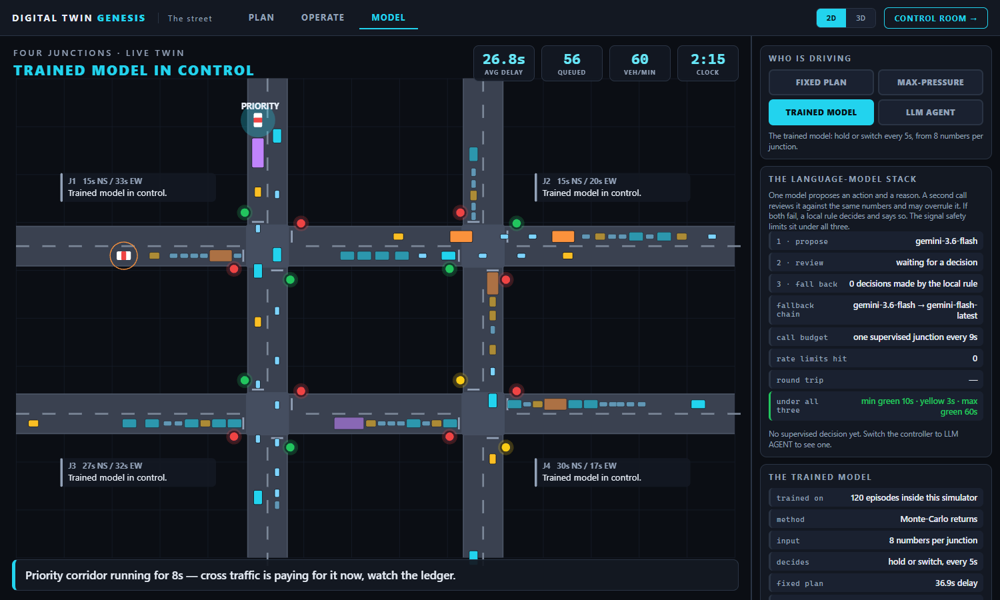 DIGITAL TWIN GENESIS
The street
PLAN
OPERATE
MODEL
2D
3D
CONTROL ROOM →
FOUR JUNCTIONS · LIVE TWIN
TRAINED MODEL IN CONTROL
26.8s
AVG DELAY
56
QUEUED
60
VEH/MIN
2:15
CLOCK
PRIORITY
J1 15s NS / 33s EW
Trained model in control.
J2 15s NS / 20s EW
Trained model in control.
J3 27s NS / 32s EW
Trained model in control.
J4 30s NS / 17s EW
Trained model in control.
Priority corridor running for 8s — cross traffic is paying for it now, watch the ledger.
WHO IS DRIVING
FIXED PLAN
MAX-PRESSURE
TRAINED MODEL
LLM AGENT
The trained model: hold or switch every 5s, from 8 numbers per
junction.
THE LANGUAGE-MODEL STACK
One model proposes an action and a reason. A second call
reviews it against the same numbers and may overrule it. If
both fail, a local rule decides and says so. The signal safety
limits sit under all three.
1 · propose gemini-3.6-flash
2 · review waiting for a decision
3 · fall back 0 decisions made by the local rule
fallback chain gemini-3.6-flash → gemini-flash-
latest
call budget one supervised junction every 9s
rate limits hit 0
round trip —
under all three min green 10s · yellow 3s · max
green 60s
No supervised decision yet. Switch the controller to LLM
AGENT to see one.
THE TRAINED MODEL
trained on 120 episodes inside this simulator
method Monte-Carlo returns
input 8 numbers per junction
decides hold or switch, every 5s
fixed plan 36.9s delay